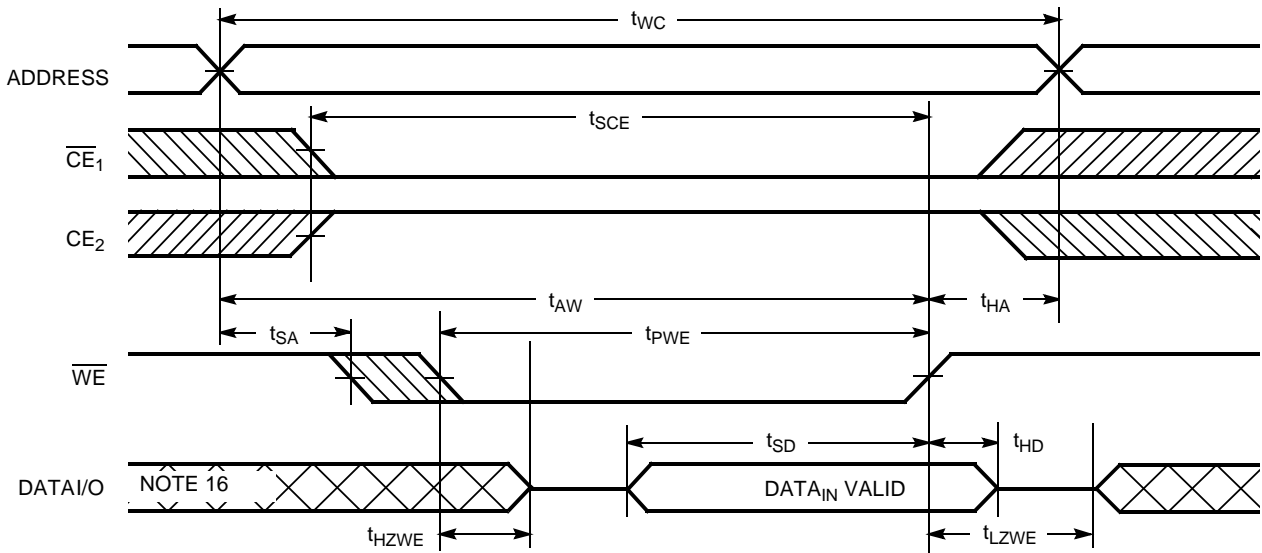 tWC
ADDRESS
tSCE
CE1
CE2
tAW
tHA
tSA
tPWE
WE
tSD
tHD
DATAI/O
NOTE 16
DATAIN VALID
tHZWE
tLZWE